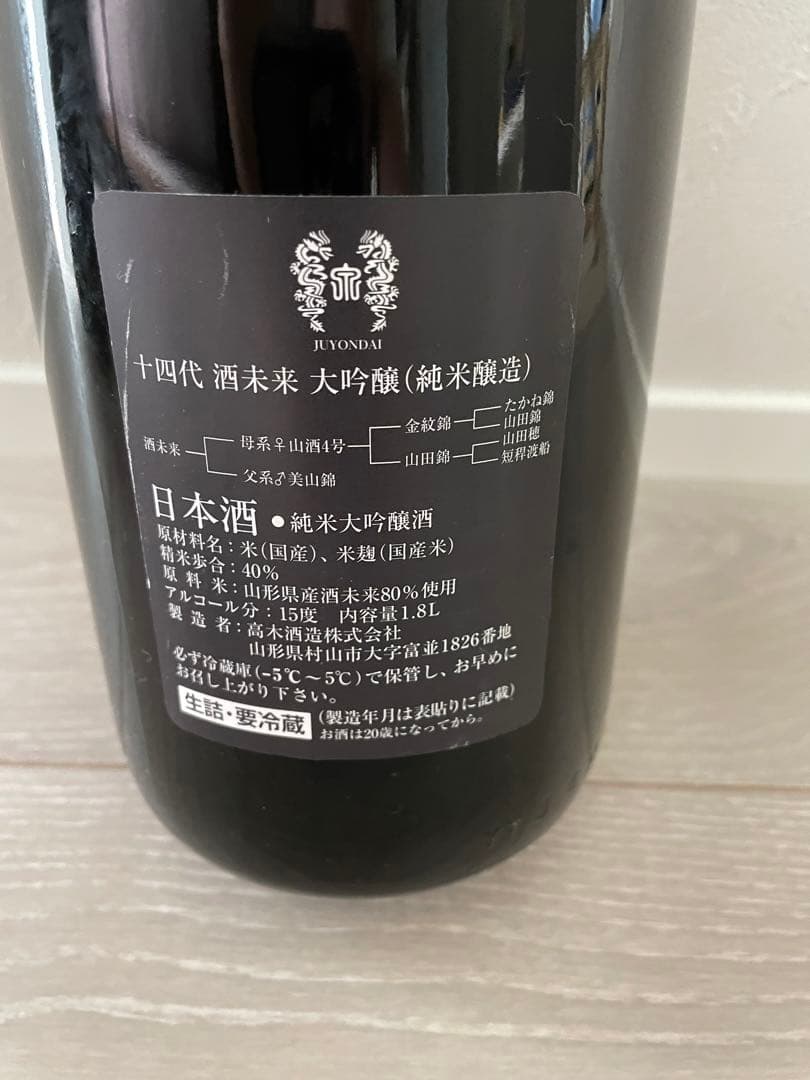 JUYONDAI
十四代 酒未来 大吟醸(純米醸造)
酒未来
母系♀山酒4号
父系♂美山錦
金紋錦
山田錦
たかね錦
山田錦
山田穂
短稈渡船
日本酒 ●純米大吟醸酒
原材料名：米(国産)、米麹(国産米)
精米歩合：40%
原料米：山形県産酒未来80%使用
アルコール分：15度 内容量1.8L
製造者：高木酒造株式会社
山形県村山市大字富並1826番地
必ず冷蔵庫(-5℃～5℃)で保管し、お早めに
お召し上がり下さい。
生詰・要冷蔵
(製造年月は表貼りに記載)
お酒は20歳になってから。